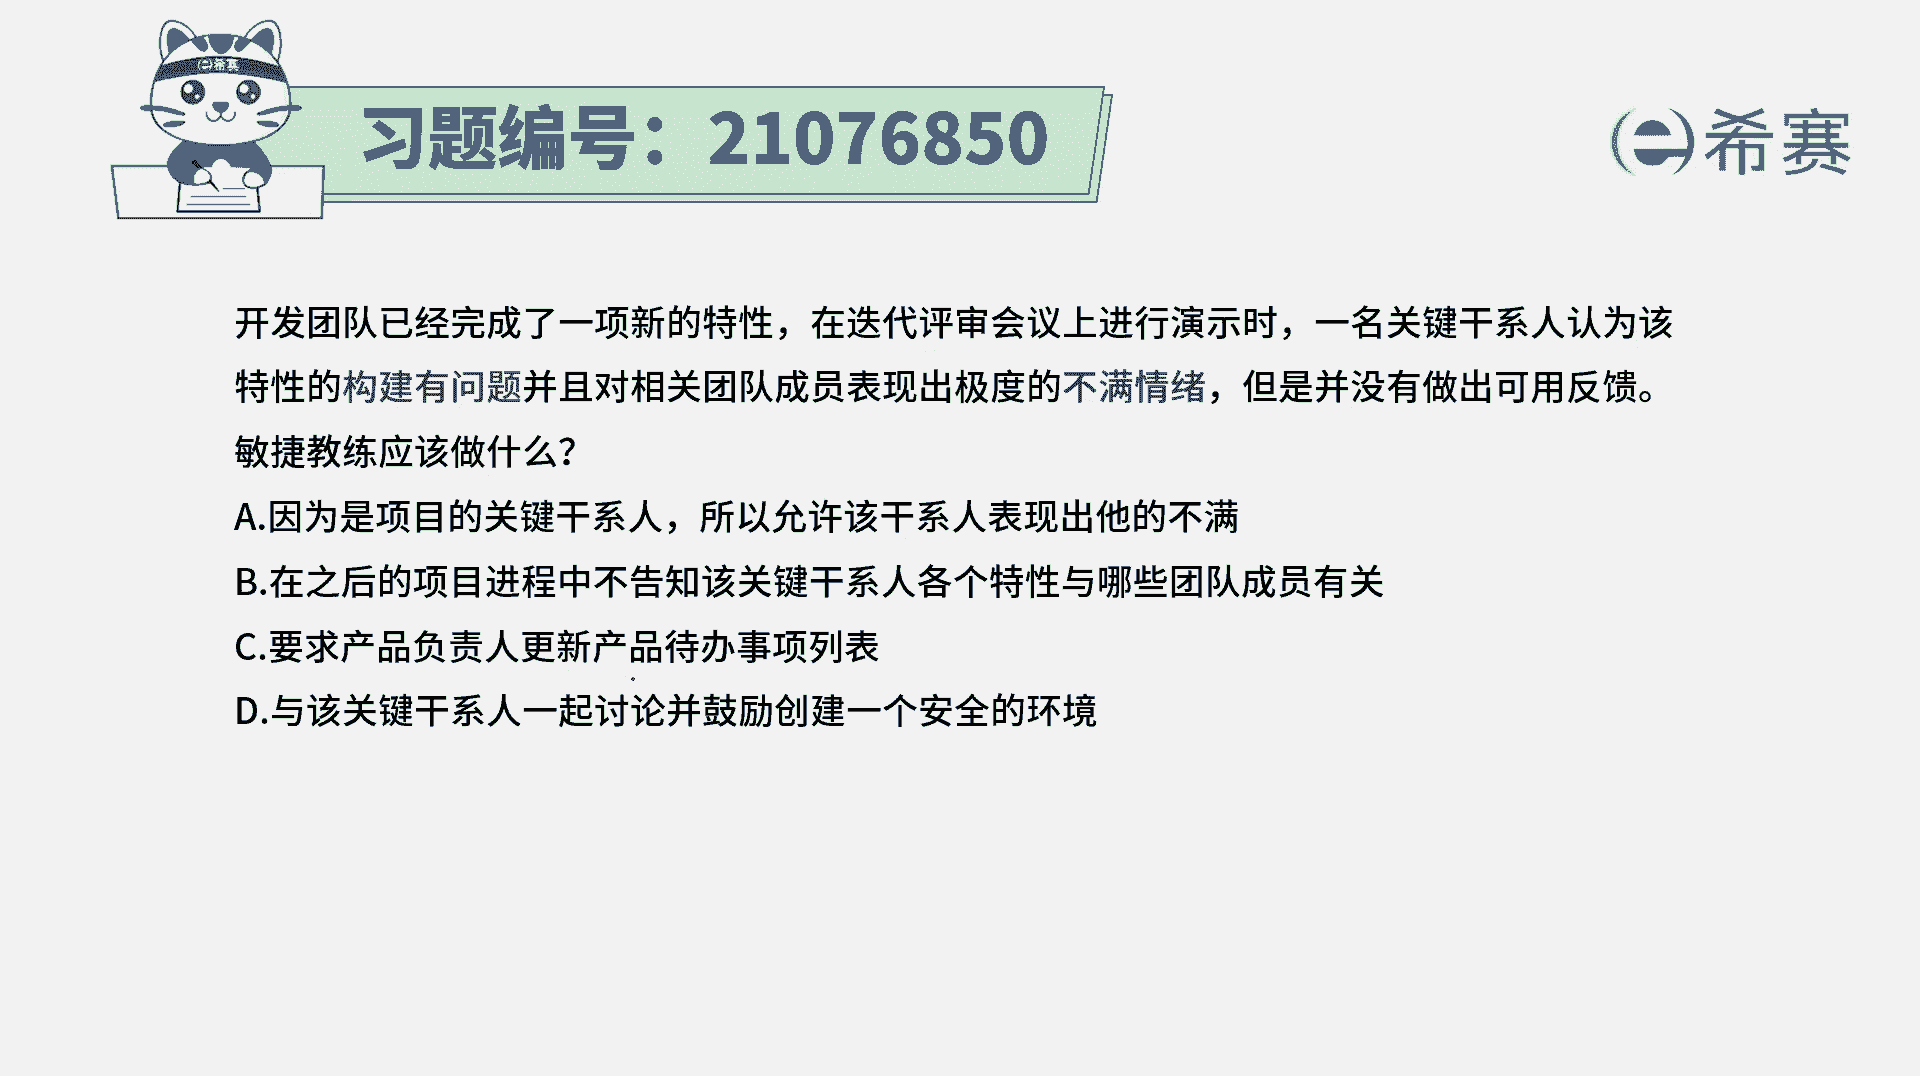 希赛
习题编号：21076850
希赛
开发团队已经完成了一项新的特性，在迭代评审会议上进行演示时，一名关键干系人认为该
特性的构建有问题并且对相关团队成员表现出极度的不满情绪，但是并没有做出可用反馈。
敏捷教练应该做什么？
A.因为是项目的关键干系人，所以允许该干系人表现出他的不满
B.在之后的项目进程中不告知该关键干系人各个特性与哪些团队成员有关
C.要求产品负责人更新产品待办事项列表
D.与该关键干系人一起讨论并鼓励创建一个安全的环境